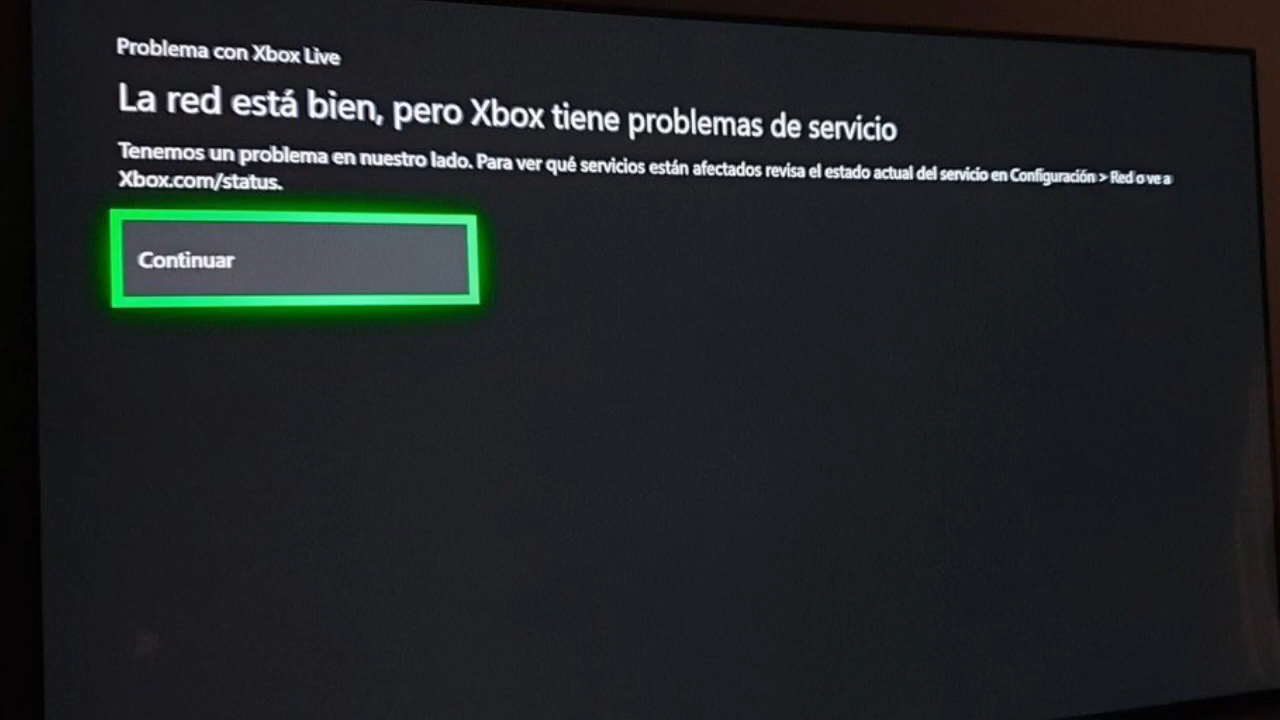 Problema con Xbox Live
La red está bien, pero Xbox tiene problemas de servicio
Tenemos un problema en nuestro lado. Para ver qué servicios están afectados revisa el estado actual del servicio en Configuración > Red o ve a
Xbox.com/status.
Continuar